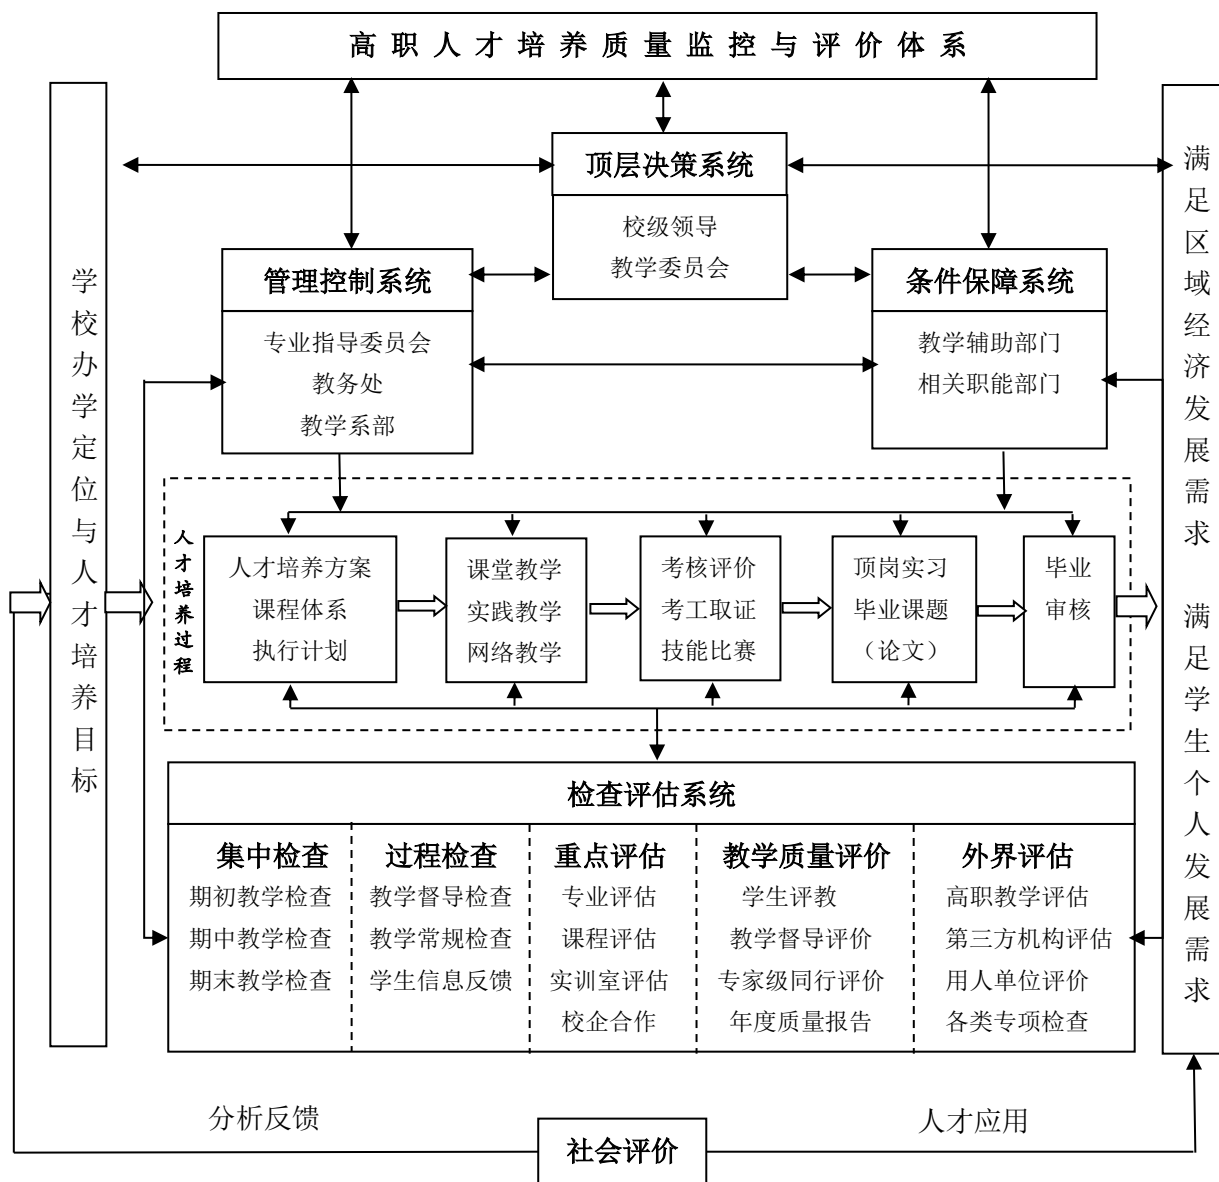 高职人才培养质量监控与评价体系
顶层决策系统
校级领导
教学委员会
管理控制系统
专业指导委员会
教务处
教学系部
条件保障系统
教学辅助部门
相关职能部门
学校办学定位与人才培养目标
人才培养过程
人才培养方案
课程体系
执行计划
课堂教学
实践教学
网络教学
考核评价
考工取证
技能比赛
顶岗实习
毕业课题
（论文）
毕业
审核
满足区域经济发展需求 满足学生个人发展需求
检查评估系统
集中检查
期初教学检查
期中教学检查
期末教学检查
过程检查
教学督导检查
教学常规检查
学生信息反馈
重点评估
专业评估
课程评估
实训室评估
校企合作
教学质量评价
学生评教
教学督导评价
专家级同行评价
年度质量报告
外界评估
高职教学评估
第三方机构评估
用人单位评价
各类专项检查
分析反馈
社会评价
人才应用